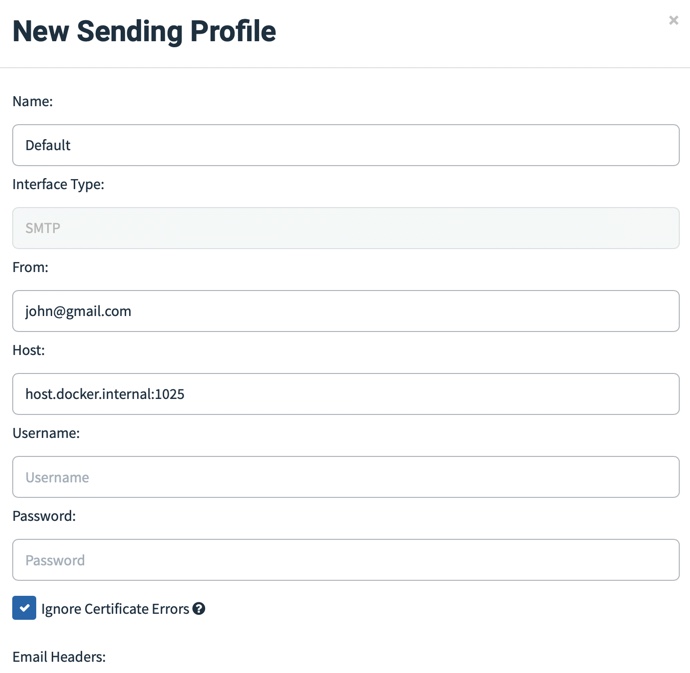 New Sending Profile
×
Name:
Default
Interface Type:
SMTP
From:
john@gmail.com
Host:
host.docker.internal:1025
Username:
Username
Password:
Password
Ignore Certificate Errors ?
Email Headers: